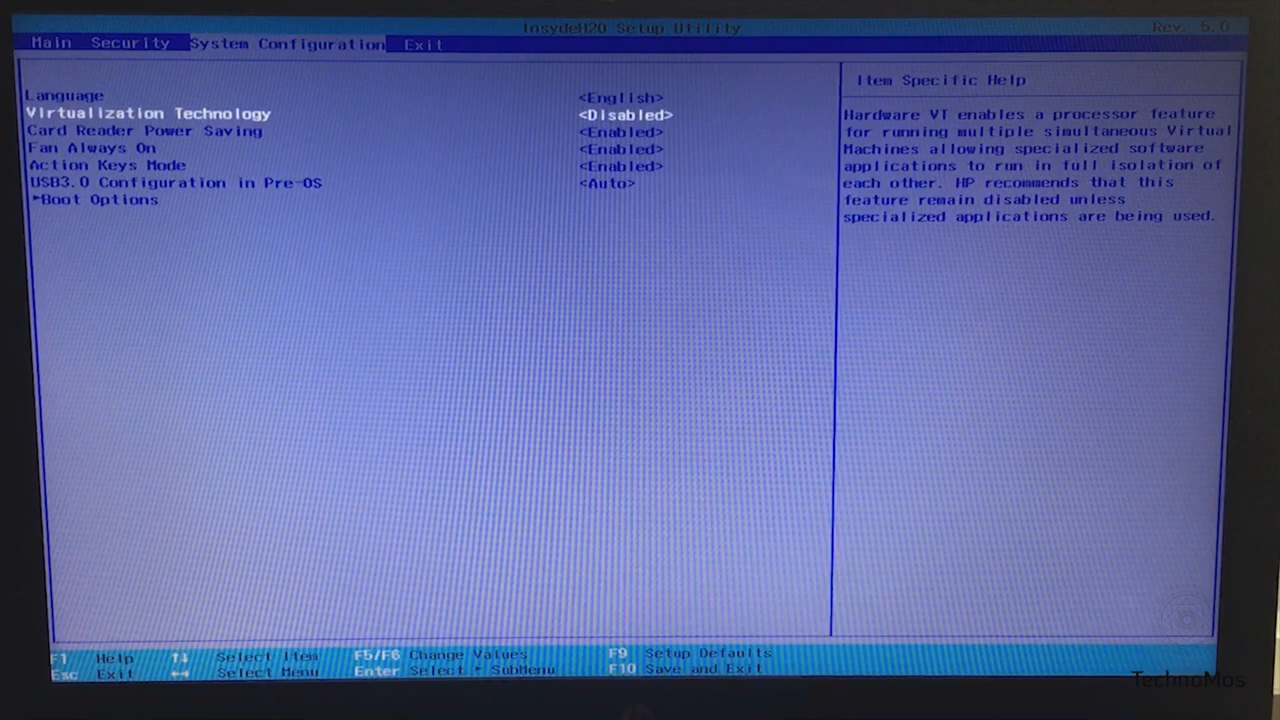 InsydeH20 Setup Utility Rev. 5.0
Main Security System Configuration Exit
Language <English>
Virtualization Technology <Disabled>
Card Reader Power Saving <Enabled>
Fan Always On <Enabled>
Action Keys Mode <Enabled>
USB3.0 Configuration in Pre-OS <Auto>
►Boot Options
Item Specific Help
Hardware VT enables a processor feature
for running multiple simultaneous Virtual
Machines allowing specialized software
applications to run in full isolation of
each other. HP recommends that this
feature remain disabled unless
specialized applications are being used.
F1 Help ↑↓ Select Item F5/F6 Change Values F9 Setup Defaults
Esc Exit ←→ Select Menu Enter Select ► SubMenu F10 Save and Exit
TechnoMos